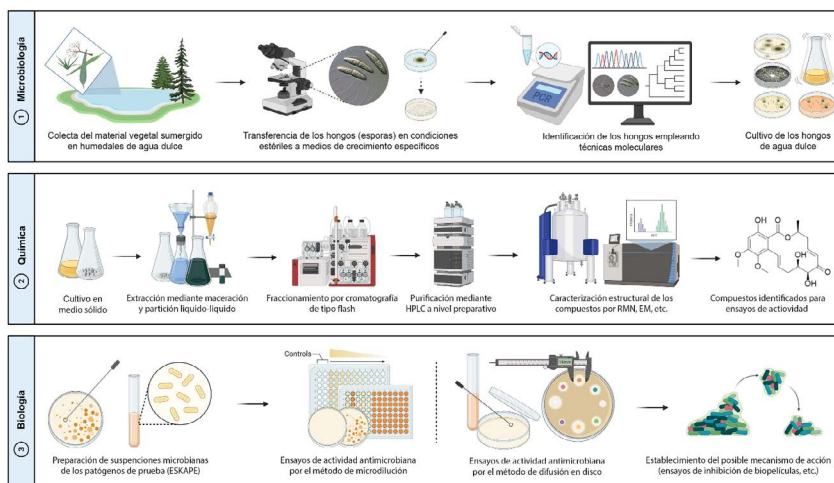 1 Microbiología
Colecta del material vegetal sumergido
en humedales de agua dulce
Transferencia de los hongos (esporas) en condiciones
estériles a medios de crecimiento específicos
PCR
Identificación de los hongos empleando
técnicas moleculares
Cultivo de los hongos
de agua dulce
2 Química
Cultivo en
medio sólido
Extracción mediante maceración
y partición líquido-líquido
Fraccionamiento por cromatografía
de tipo flash
Purificación mediante
HPLC a nivel preparativo
Caracterización estructural de los
compuestos por RMN, EM, etc.
OH
O
O
O
O
OH
OH
O
Compuestos identificados para
ensayos de actividad
3 Biología
Preparación de suspenciones microbianas
de los patógenos de prueba (ESKAPE)
Controls
Ensayos de actividad antimicrobiana
por el método de microdilución
Ensayos de actividad antimicrobiana
por el método de difusión en disco
Establecimiento del posible mecanismo de acción
(ensayos de inhibición de biopelículas, etc.)